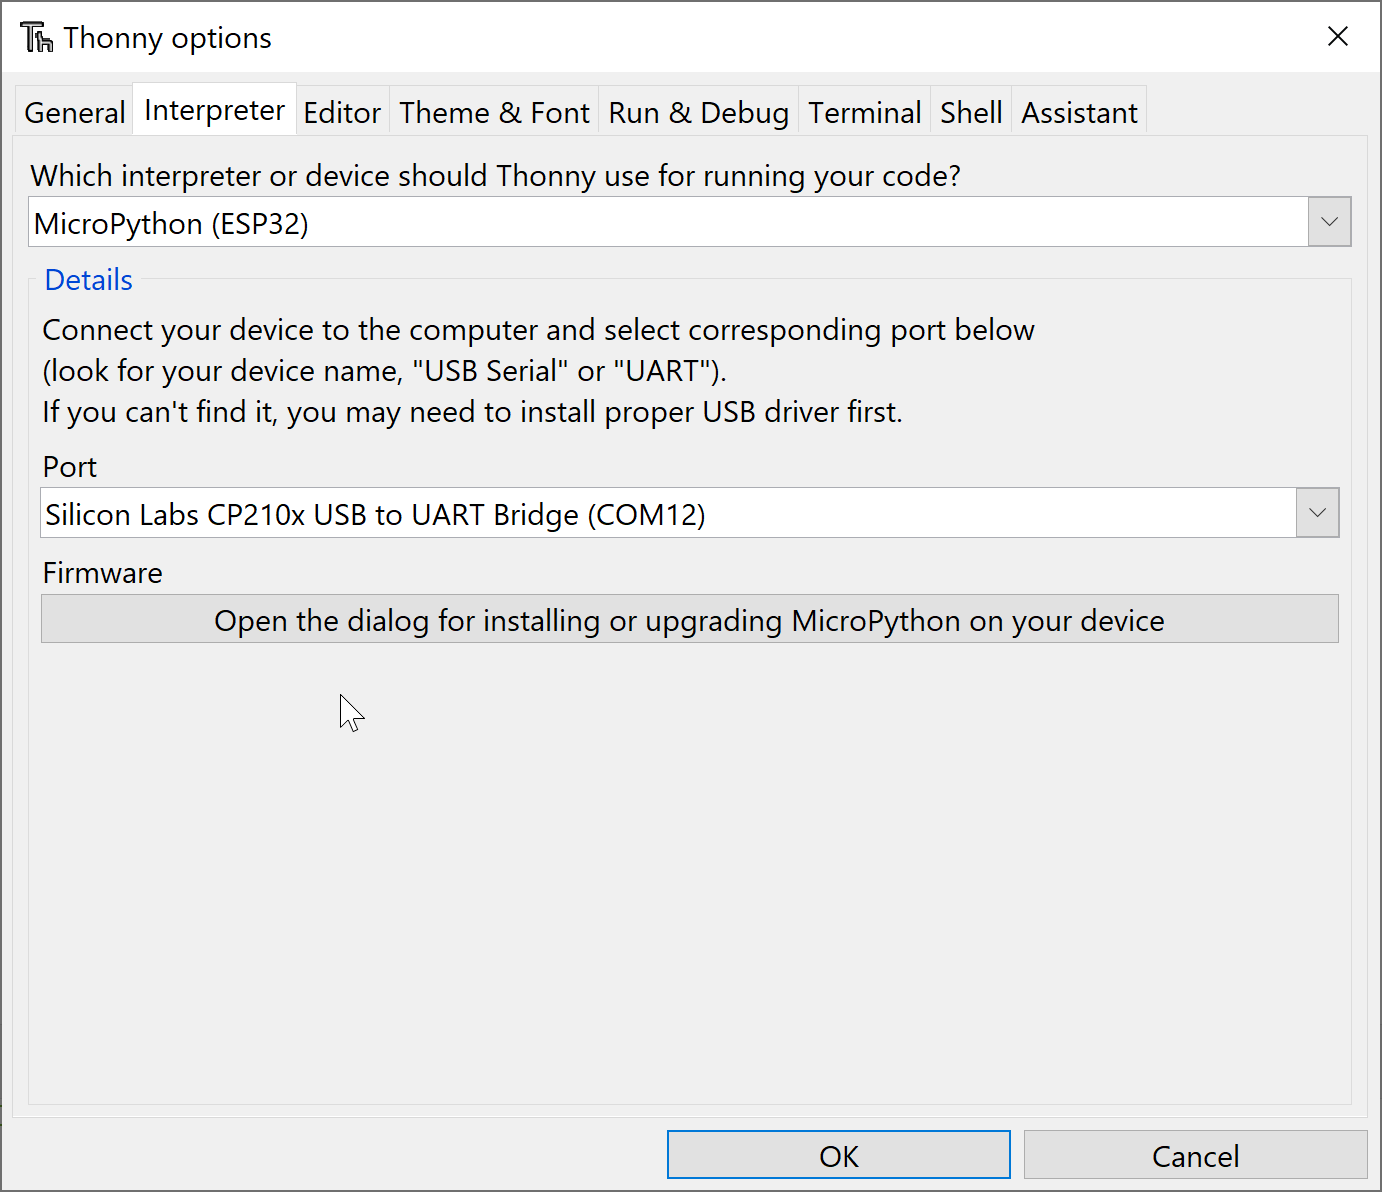 Thonny options
General Interpreter Editor Theme & Font Run & Debug Terminal Shell Assistant
Which interpreter or device should Thonny use for running your code?
MicroPython (ESP32)
Details
Connect your device to the computer and select corresponding port below
(look for your device name, "USB Serial" or "UART").
If you can't find it, you may need to install proper USB driver first.
Port
Silicon Labs CP210x USB to UART Bridge (COM12)
Firmware
Open the dialog for installing or upgrading MicroPython on your device
OK Cancel